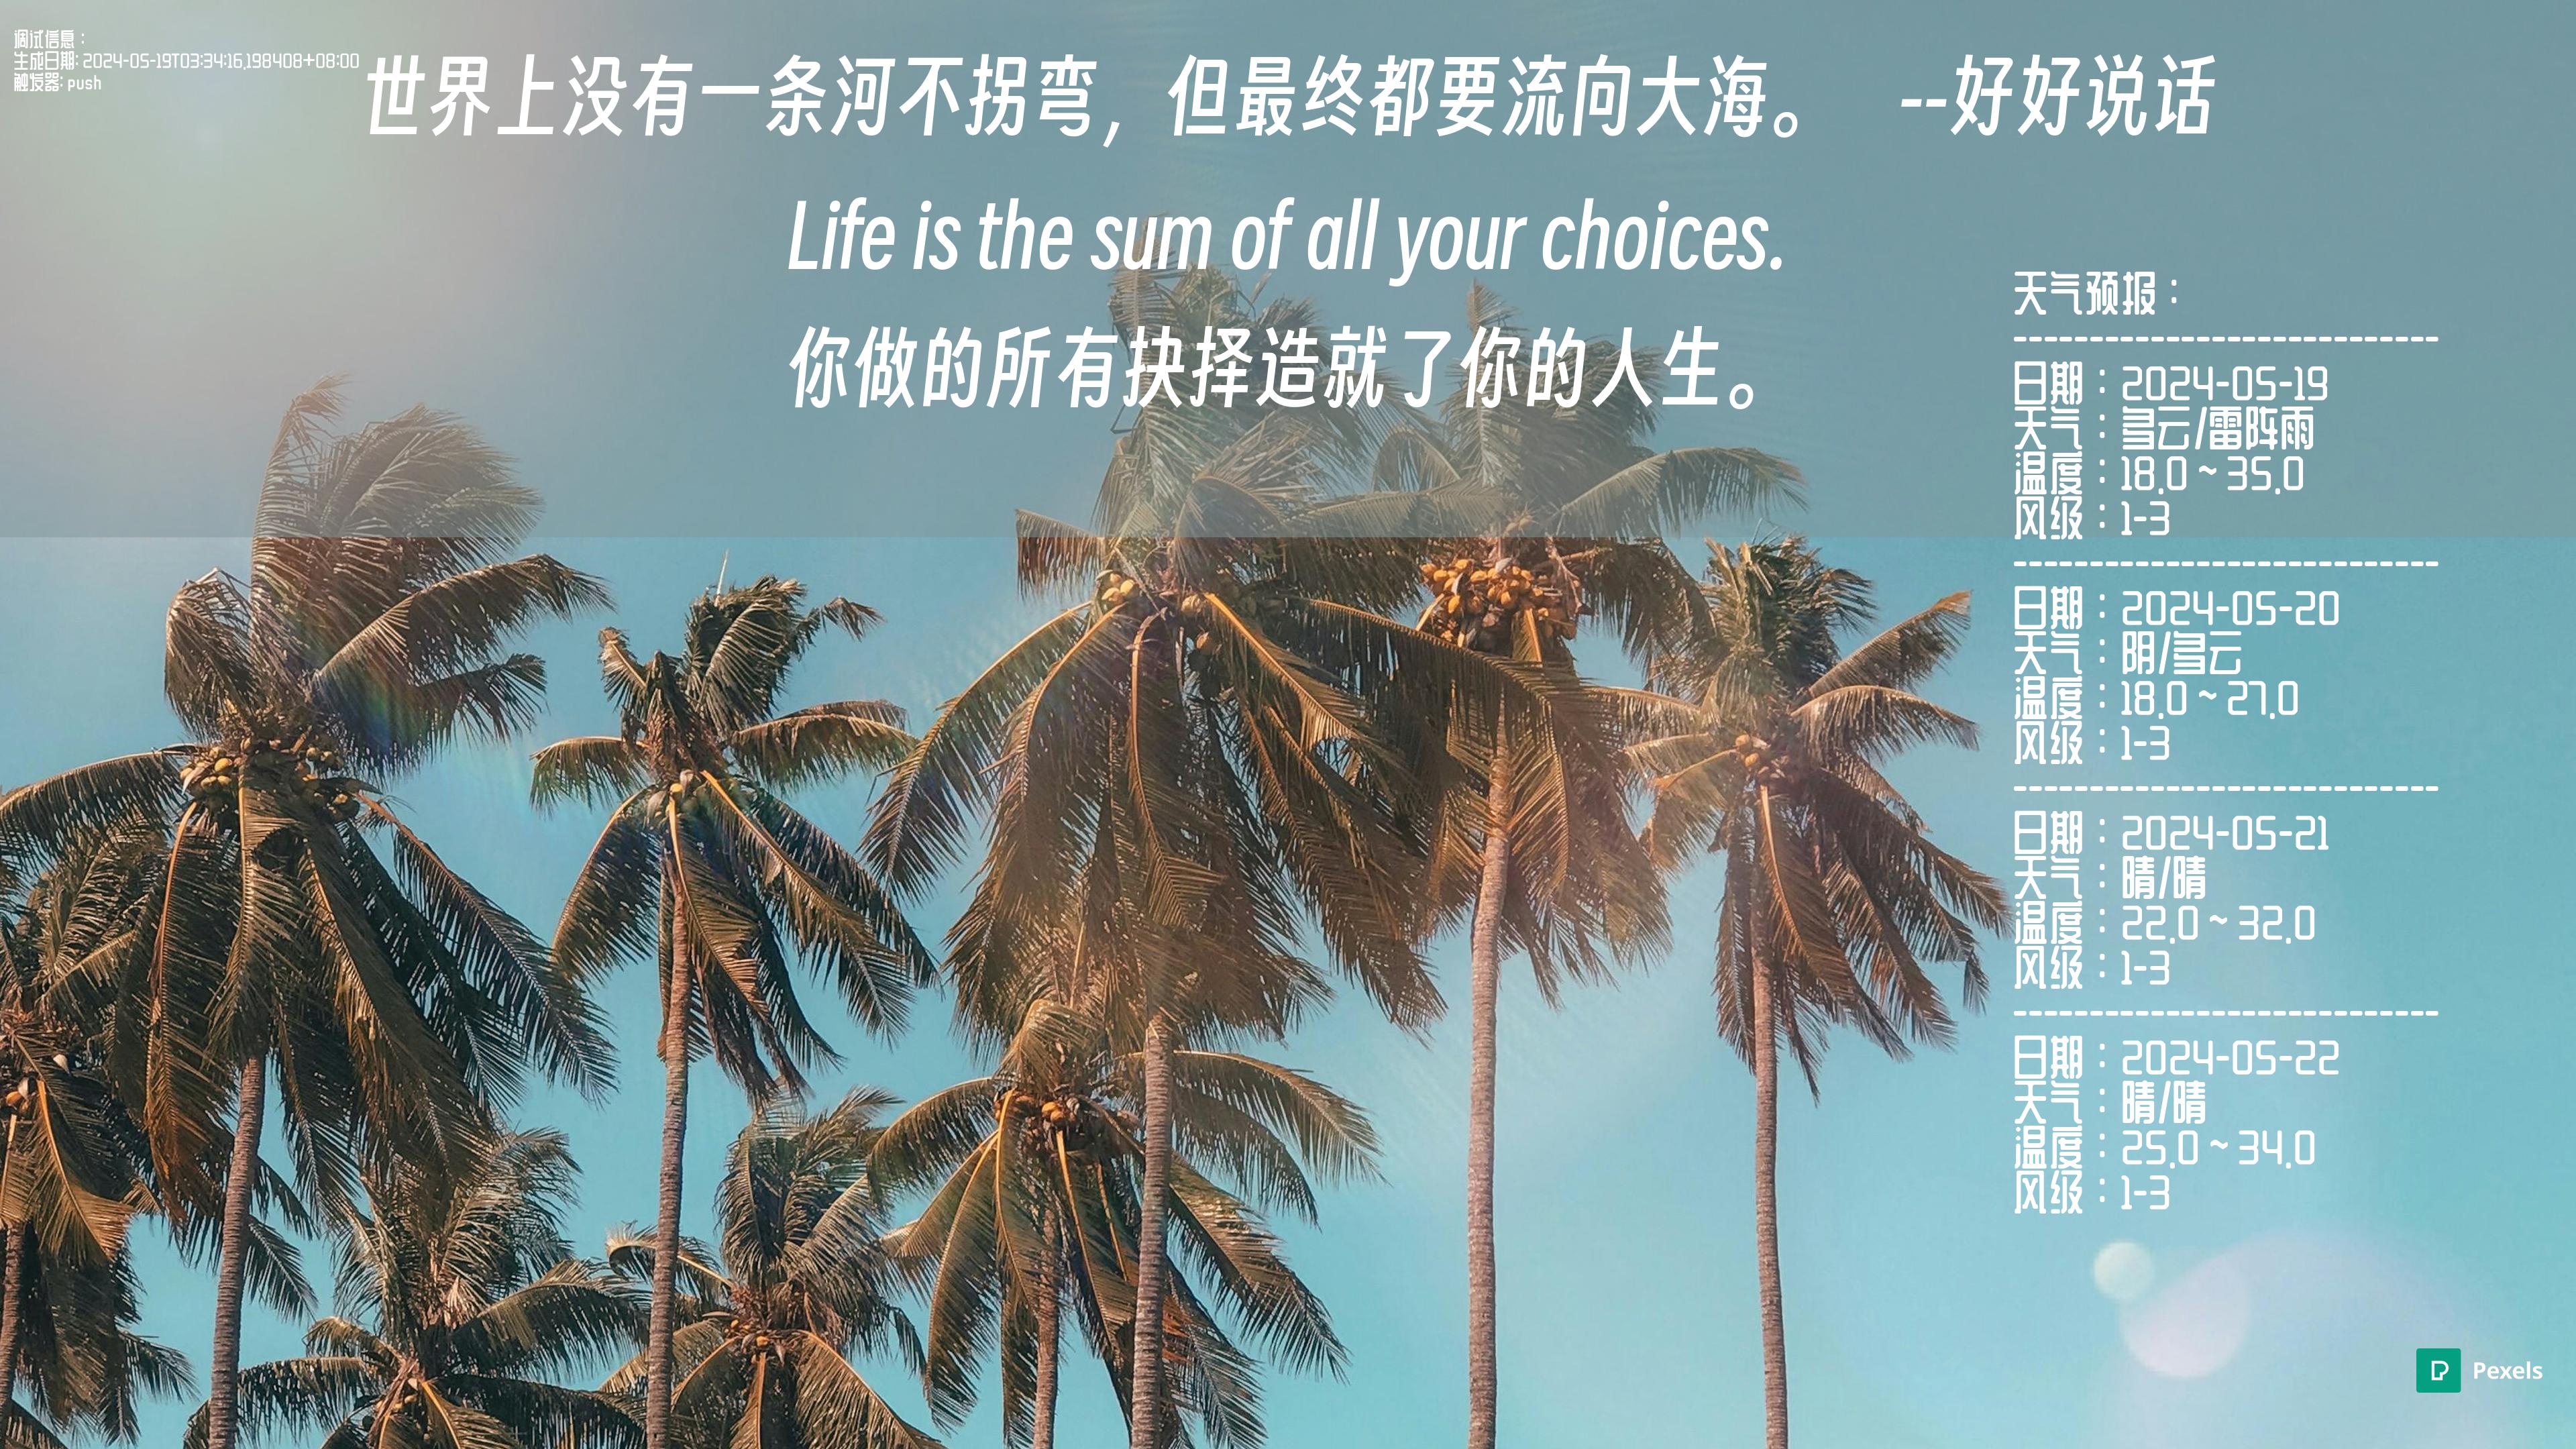 调试信息：
生成日期: 2024-05-19T03:34:16.198408+08:00
触发器: push
世界上没有一条河不拐弯，但最终都要流向大海。 --好好说话
Life is the sum of all your choices.
你做的所有抉择造就了你的人生。
天气预报：
----------------------------
日期：2024-05-19
天气：多云/雷阵雨
温度：18.0 ~ 35.0
风级：1-3
----------------------------
日期：2024-05-20
天气：阴/多云
温度：18.0 ~ 27.0
风级：1-3
----------------------------
日期：2024-05-21
天气：晴/晴
温度：22.0 ~ 32.0
风级：1-3
----------------------------
日期：2024-05-22
天气：晴/晴
温度：25.0 ~ 34.0
风级：1-3
Pexels